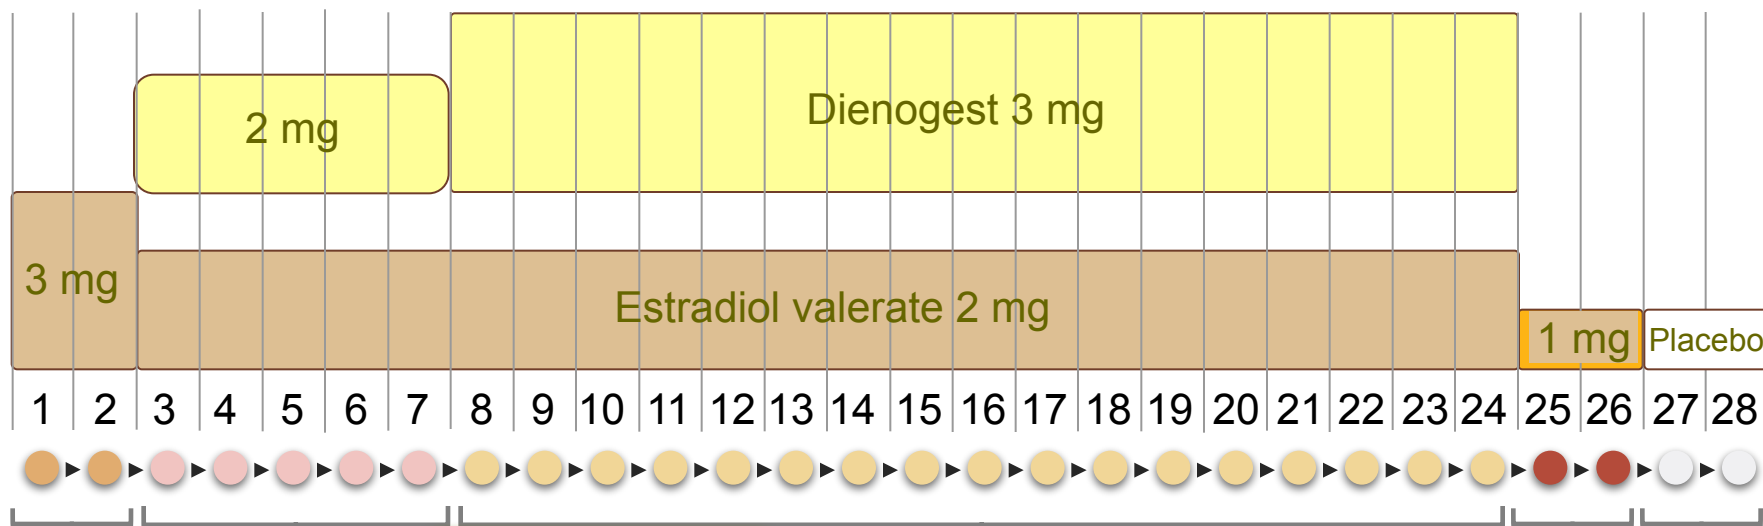 Dienogest 3 mg
2 mg
3 mg
Estradiol valerate 2 mg
1 mg
Placebo
1 2 3 4 5 6 7 8 9 10 11 12 13 14 15 16 17 18 19 20 21 22 23 24 25 26 27 28